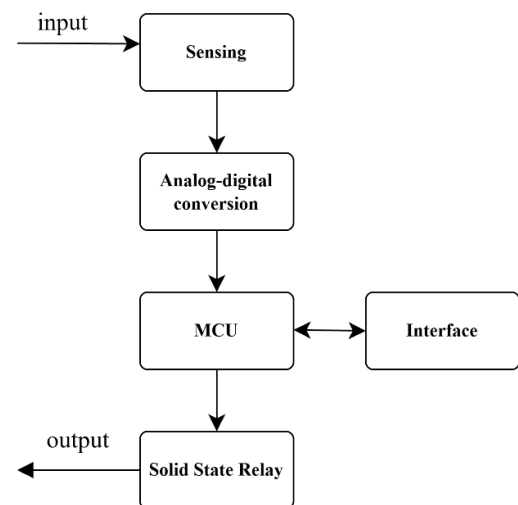 input
Sensing
Analog-digital
conversion
MCU
Interface
output
Solid State Relay